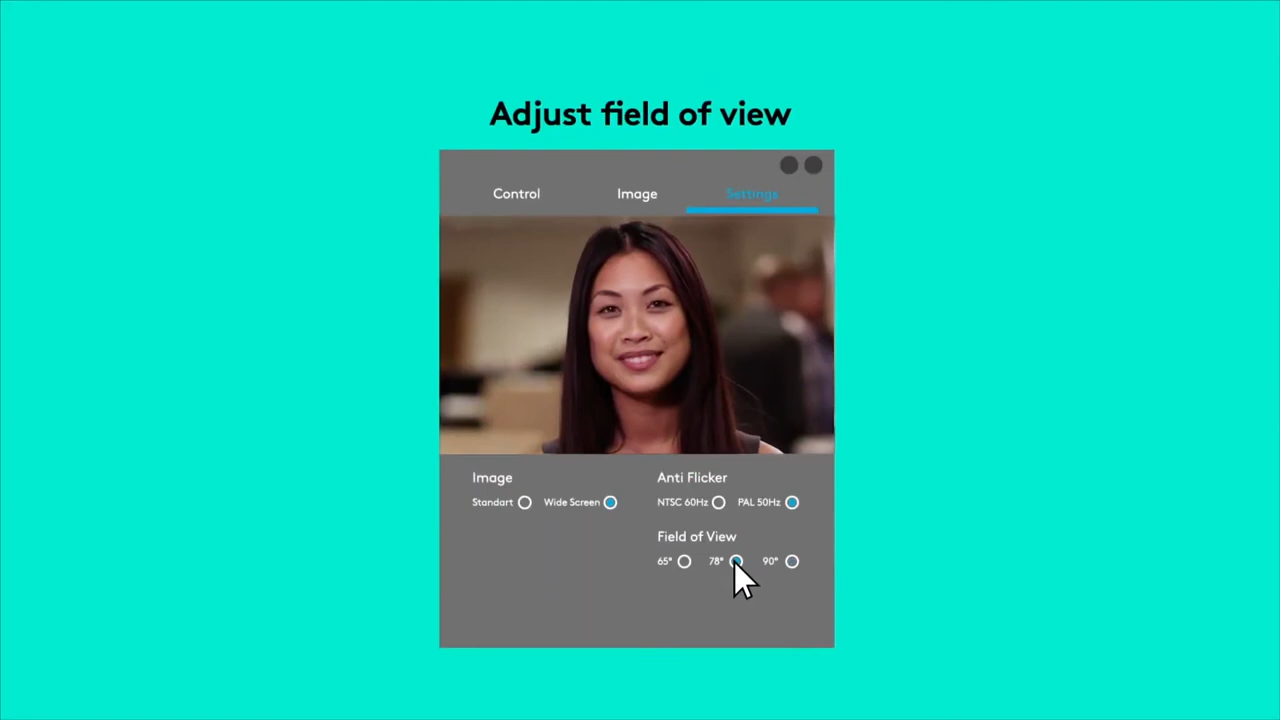 Adjust field of view
Control Image Settings
Image
Standart Wide Screen
Anti Flicker
NTSC 60Hz PAL 50Hz
Field of View
65° 78° 90°